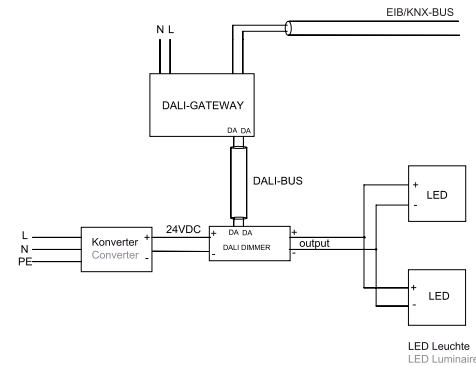 EIB/KNX-BUS
N L
DALI-GATEWAY
DA DA
DALI-BUS
LED
+
-
L
N
PE
Konverter
Converter
+
-
24VDC
+
-
DA DA
DALI DIMMER
+
-
output
LED
+
-
LED Leuchte
LED Luminaire